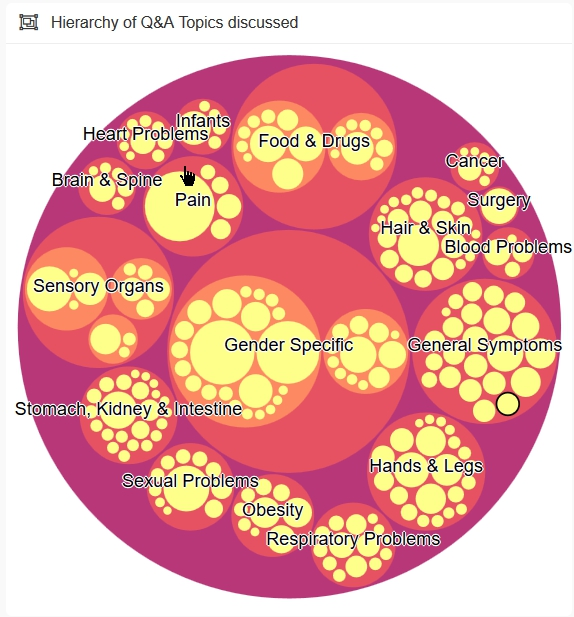 Hierarchy of Q&A Topics discussed
Infants
Heart Problems
Food & Drugs
Cancer
Brain & Spine
Pain
Surgery
Hair & Skin
Blood Problems
Sensory Organs
Gender Specific
General Symptoms
Stomach, Kidney & Intestine
Hands & Legs
Sexual Problems
Obesity
Respiratory Problems